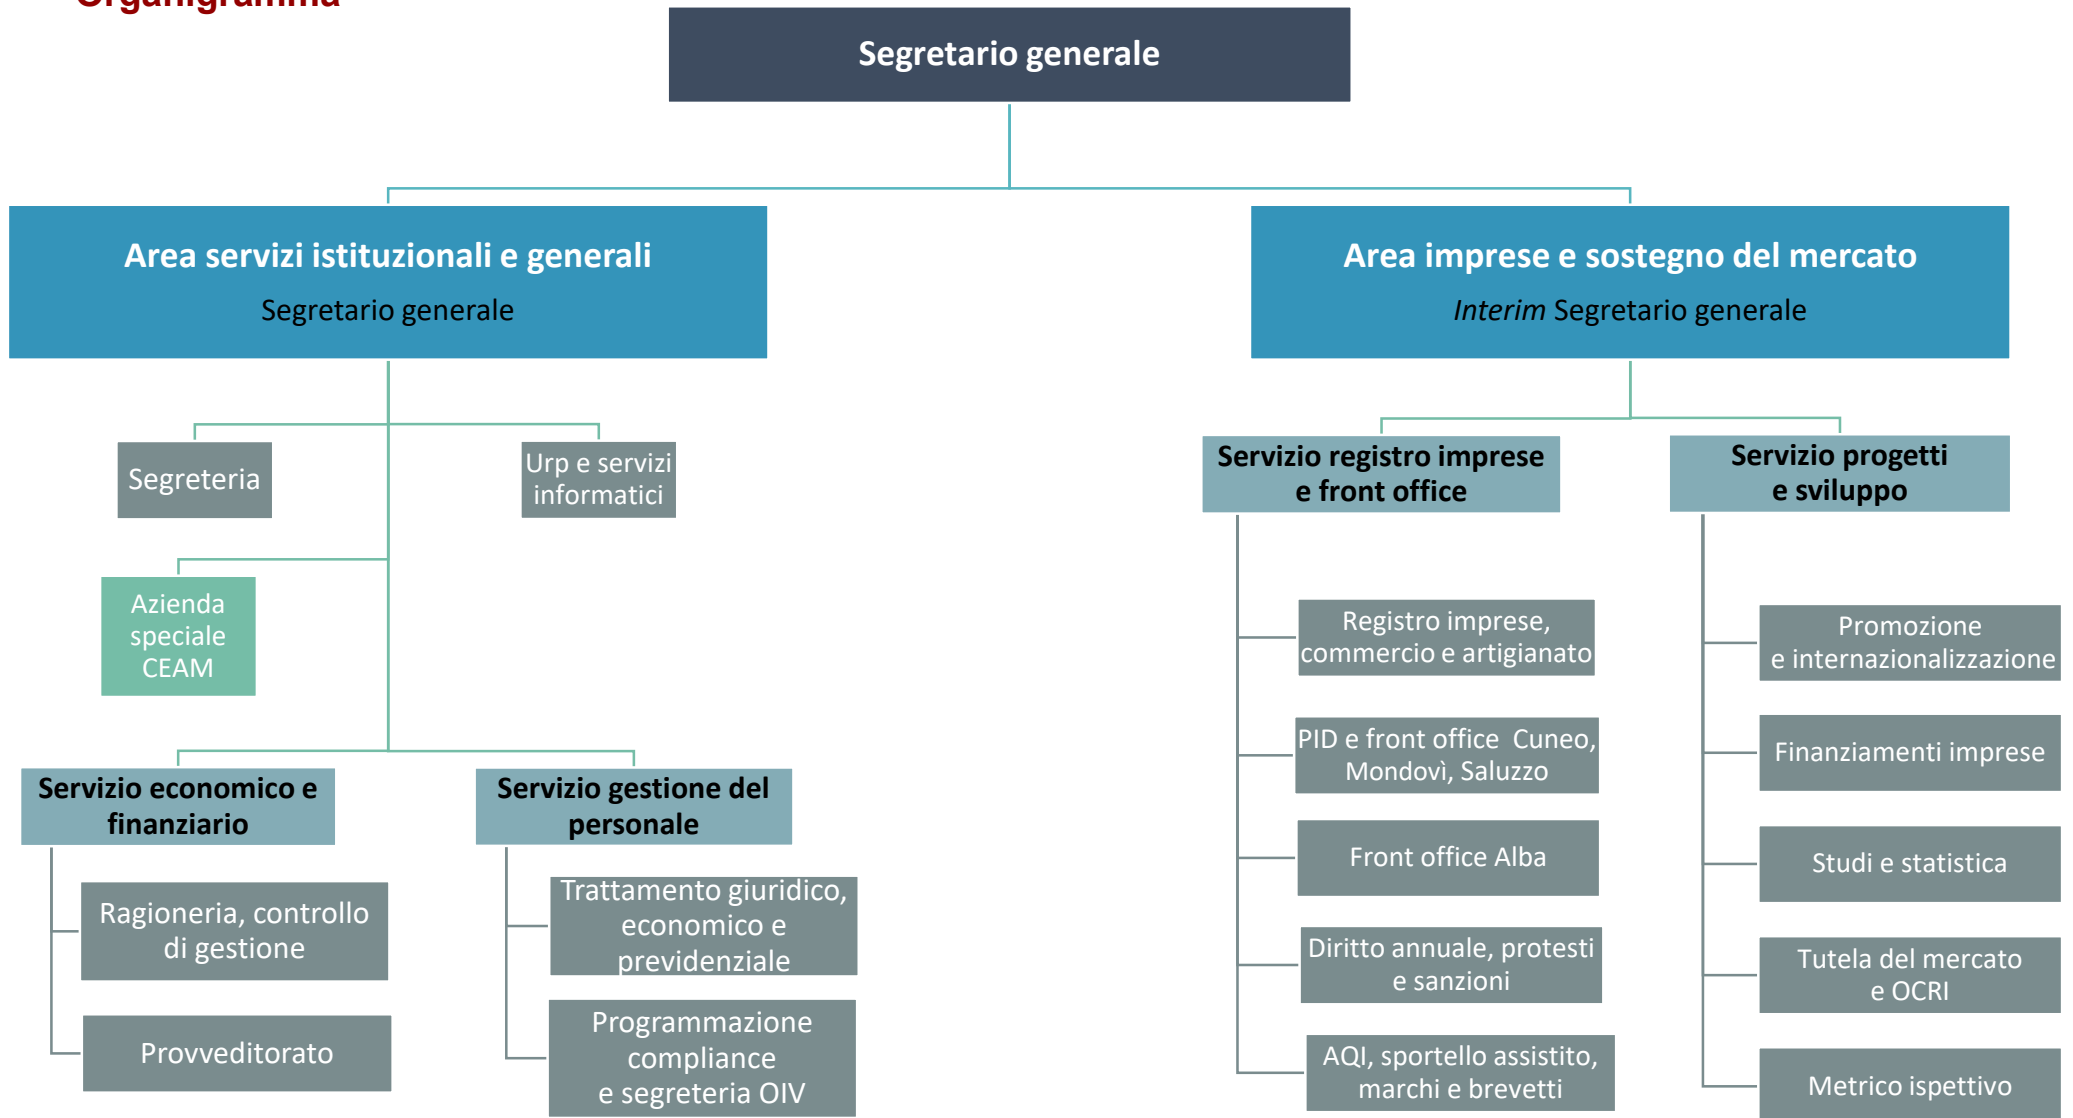 Organigramma
Segretario generale
Area servizi istituzionali e generali
Segretario generale
Area imprese e sostegno del mercato
Interim Segretario generale
Segreteria
Urp e servizi
informatici
Azienda
speciale
CEAM
Servizio economico e
finanziario
Ragioneria, controllo
di gestione
Provveditorato
Servizio gestione del
personale
Trattamento giuridico,
economico e
previdenziale
Programmazione
compliance
e segreteria OIV
Servizio registro imprese
e front office
Registro imprese,
commercio e artigianato
PID e front office  Cuneo,
Mondovì, Saluzzo
Front office Alba
Diritto annuale, protesti
e sanzioni
AQI, sportello assistito,
marchi e brevetti
Servizio progetti
e sviluppo
Promozione
e internazionalizzazione
Finanziamenti imprese
Studi e statistica
Tutela del mercato
e OCRI
Metrico ispettivo